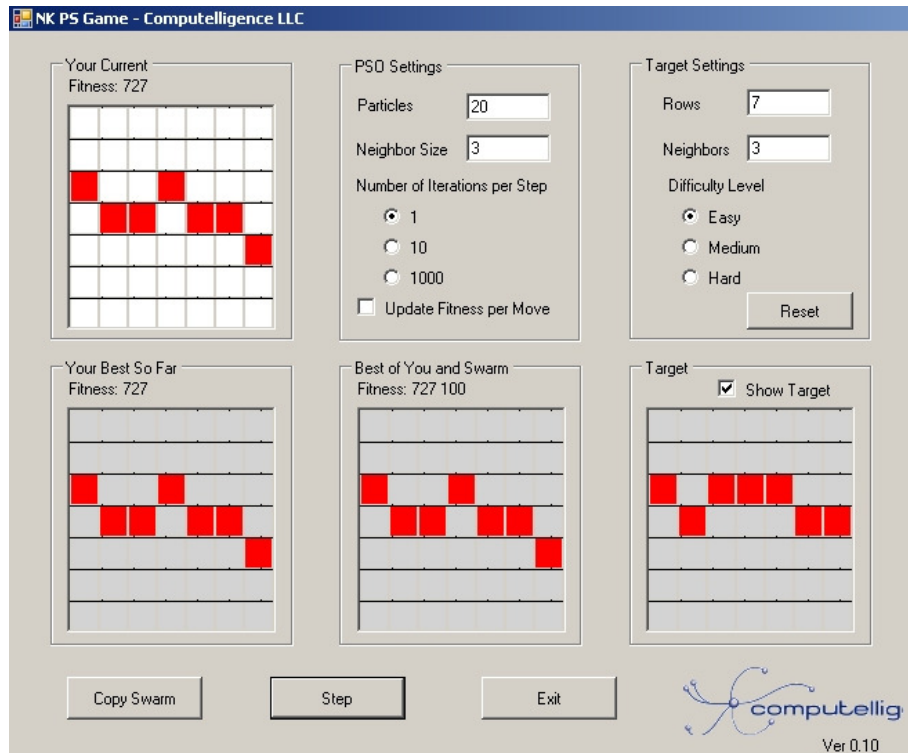 NK PS Game - Computelligence LLC
Your Current
Fitness: 727
PSO Settings
Particles 20
Neighbor Size 3
Number of Iterations per Step
1
10
1000
Update Fitness per Move
Target Settings
Rows 7
Neighbors 3
Difficulty Level
Easy
Medium
Hard
Reset
Your Best So Far
Fitness: 727
Best of You and Swarm
Fitness: 727 100
Target
Show Target
Copy Swarm
Step
Exit
computellig
Ver 0.10